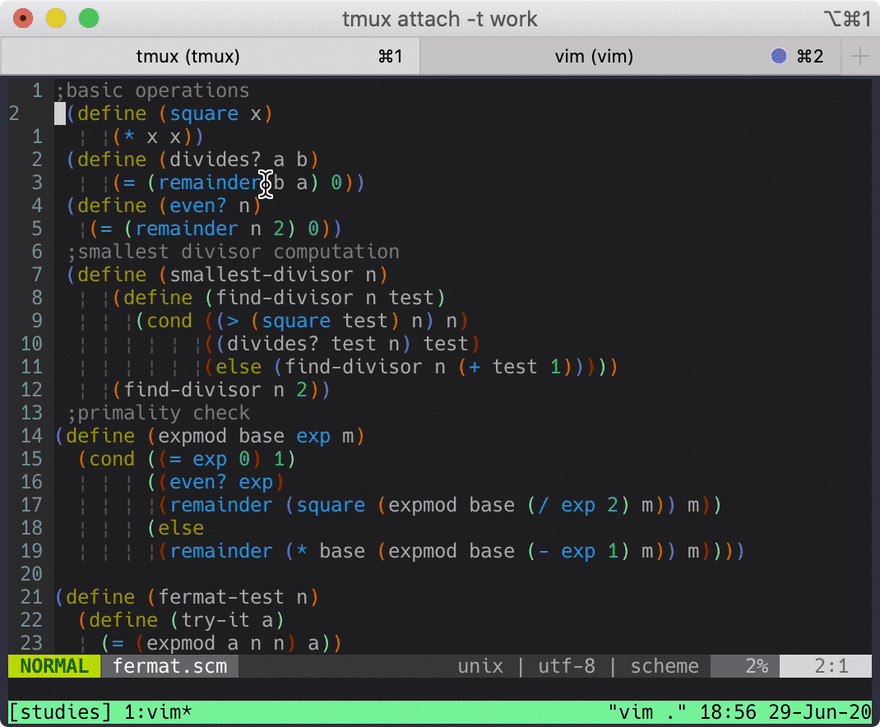 tmux attach -t work ⌥⌘1
tmux (tmux) ⌘1 vim (vim) ⌘2 +
1 ;basic operations
2 (define (square x)
1 (* x x))
2 (define (divides? a b)
3 (= (remainder b a) 0))
4 (define (even? n)
5 (= (remainder n 2) 0))
6 ;smallest divisor computation
7 (define (smallest-divisor n)
8 (define (find-divisor n test)
9 (cond ((> (square test) n) n)
10 ((divides? test n) test)
11 (else (find-divisor n (+ test 1)))))
12 (find-divisor n 2))
13 ;primality check
14 (define (expmod base exp m)
15 (cond ((= exp 0) 1)
16 ((even? exp)
17 (remainder (square (expmod base (/ exp 2) m)) m))
18 (else
19 (remainder (* base (expmod base (- exp 1) m)) m))))
20
21 (define (fermat-test n)
22 (define (try-it a)
23 (= (expmod a n n) a))
NORMAL fermat.scm unix | utf-8 | scheme 2% 2:1
[studies] 1:vim* "vim ." 18:56 29-Jun-20